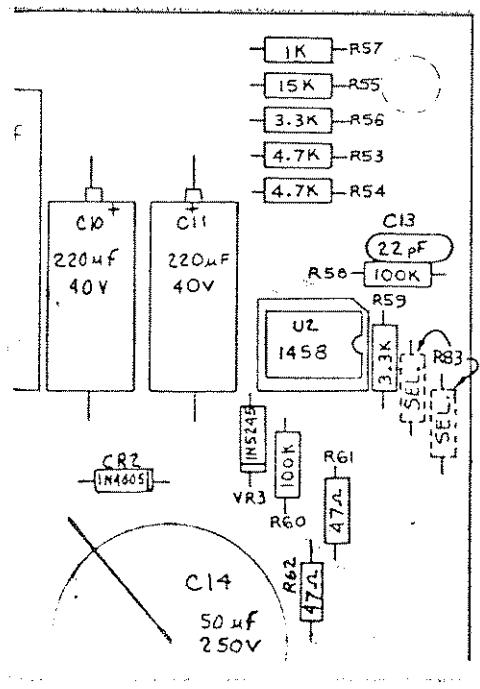 1K R57
15K R55
3.3K R56
4.7K R53
4.7K R54
F
C10 +
220uF
40V
C11 +
220uF
40V
C13
22pF
R58 100K
R59
3.3K
U2
1458
R83
SEL.
SEL.
1N5245
VR3
100K
R60
R61
47Ω
CR2
1N4005
R62
47Ω
C14
50uf
250V